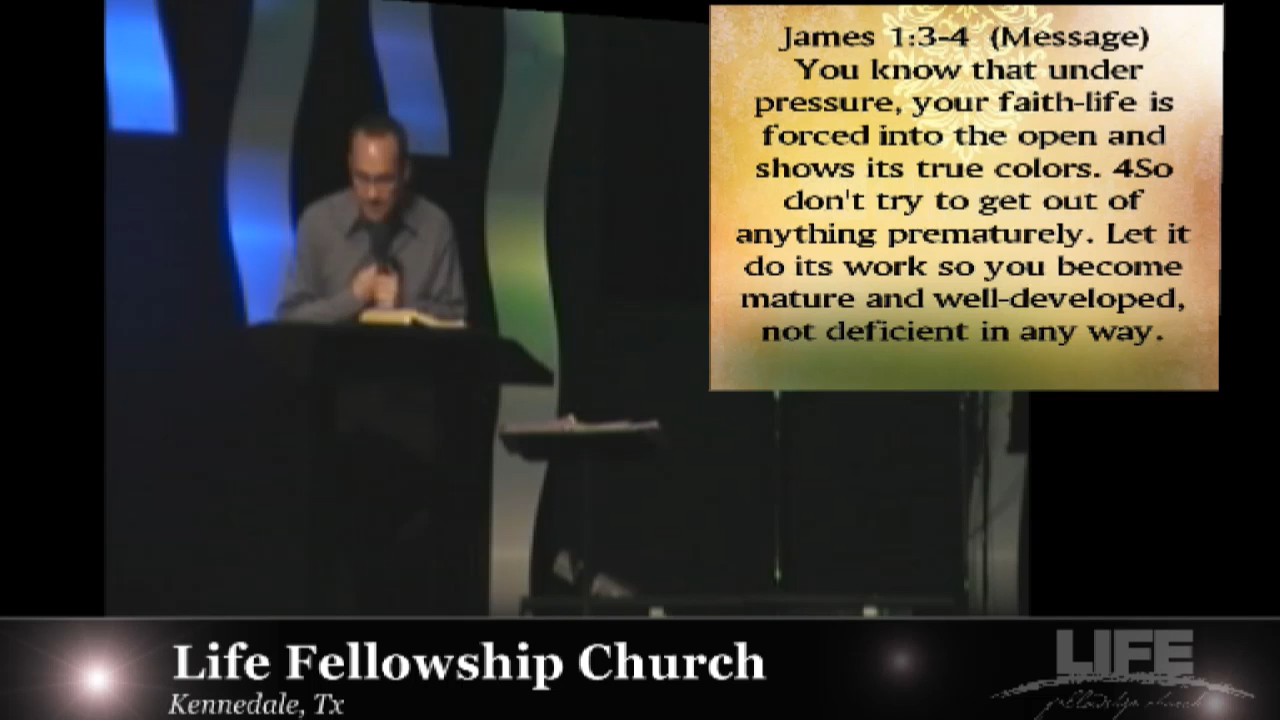 James 1:3-4 (Message)
You know that under
pressure, your faith-life is
forced into the open and
shows its true colors. 4So
don't try to get out of
anything prematurely. Let it
do its work so you become
mature and well-developed,
not deficient in any way.
Life Fellowship Church
Kennedale, Tx
LIFE
fellowship church